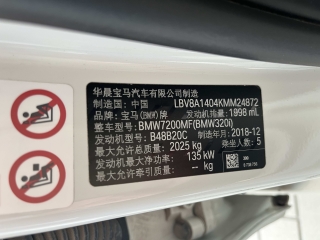 华晨宝马汽车有限公司制造
制造国：中国 LBV8A1404KMM24872
品牌：宝马(BMW)牌 发动机排量：1998 mL
整车型号：BMW7200MF(BMW320i)
发动机型号：B48B20C 制造年月：2018-12
最大允许总质量：2025 kg 乘坐人数：5
发动机最大净功率：135 kW
最大允许牵引质量：-- kg